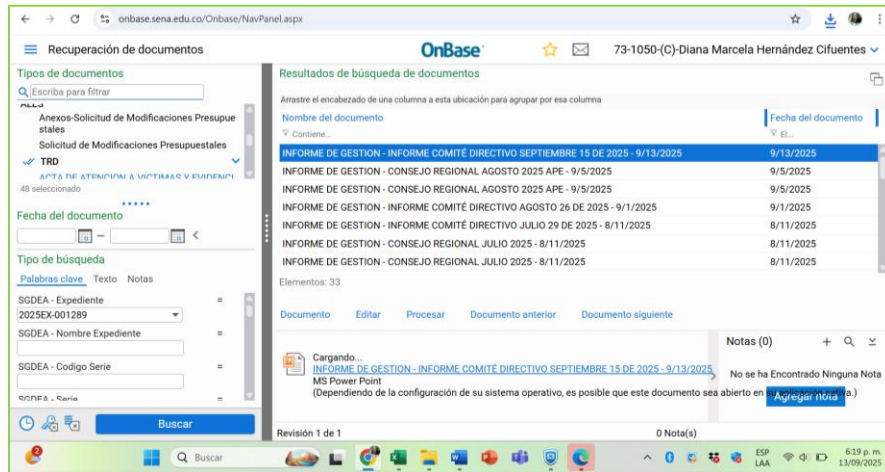 onbase.sena.edu.co/Onbase/NavPanel.aspx
Recuperación de documentos
OnBase
73-1050-(C)-Diana Marcela Hernández Cifuentes
Tipos de documentos
Escriba para filtrar
Anexos-Solicitud de Modificaciones Presupue
stales
Solicitud de Modificaciones Presupuestales
TRD
ACTA DE ATENCION A VICTIMAS Y EVIDENCI
48 seleccionado
Fecha del documento
–
Tipo de búsqueda
Palabras clave Texto Notas
SGDEA - Expediente =
2025EX-001289
SGDEA - Nombre Expediente =
SGDEA - Codigo Serie =
SGDEA - Serie
Buscar
Resultados de búsqueda de documentos
Arrastre el encabezado de una columna a esta ubicación para agrupar por esa columna
Nombre del documento Fecha del documento
Contiene... El...
INFORME DE GESTION - INFORME COMITÉ DIRECTIVO SEPTIEMBRE 15 DE 2025 - 9/13/2025 9/13/2025
INFORME DE GESTION - CONSEJO REGIONAL AGOSTO 2025 APE - 9/5/2025 9/5/2025
INFORME DE GESTION - CONSEJO REGIONAL AGOSTO 2025 APE - 9/5/2025 9/5/2025
INFORME DE GESTION - INFORME COMITÉ DIRECTIVO AGOSTO 26 DE 2025 - 9/1/2025 9/1/2025
INFORME DE GESTION - INFORME COMITÉ DIRECTIVO JULIO 29 DE 2025 - 8/11/2025 8/11/2025
INFORME DE GESTION - CONSEJO REGIONAL JULIO 2025 - 8/11/2025 8/11/2025
INFORME DE GESTION - CONSEJO REGIONAL JULIO 2025 - 8/11/2025 8/11/2025
Elementos: 33
Documento Editar Procesar Documento anterior Documento siguiente
Cargando...
INFORME DE GESTION - INFORME COMITÉ DIRECTIVO SEPTIEMBRE 15 DE 2025 - 9/13/2025
MS Power Point
(Dependiendo de la configuración de su sistema operativo, es posible que este documento sea abierto en su aplicación nativa.)
Notas (0)
No se ha Encontrado Ninguna Nota
Agregar nota
Revisión 1 de 1 0 Nota(s)
Buscar
ESP
LAA
6:19 p. m.
13/09/2025